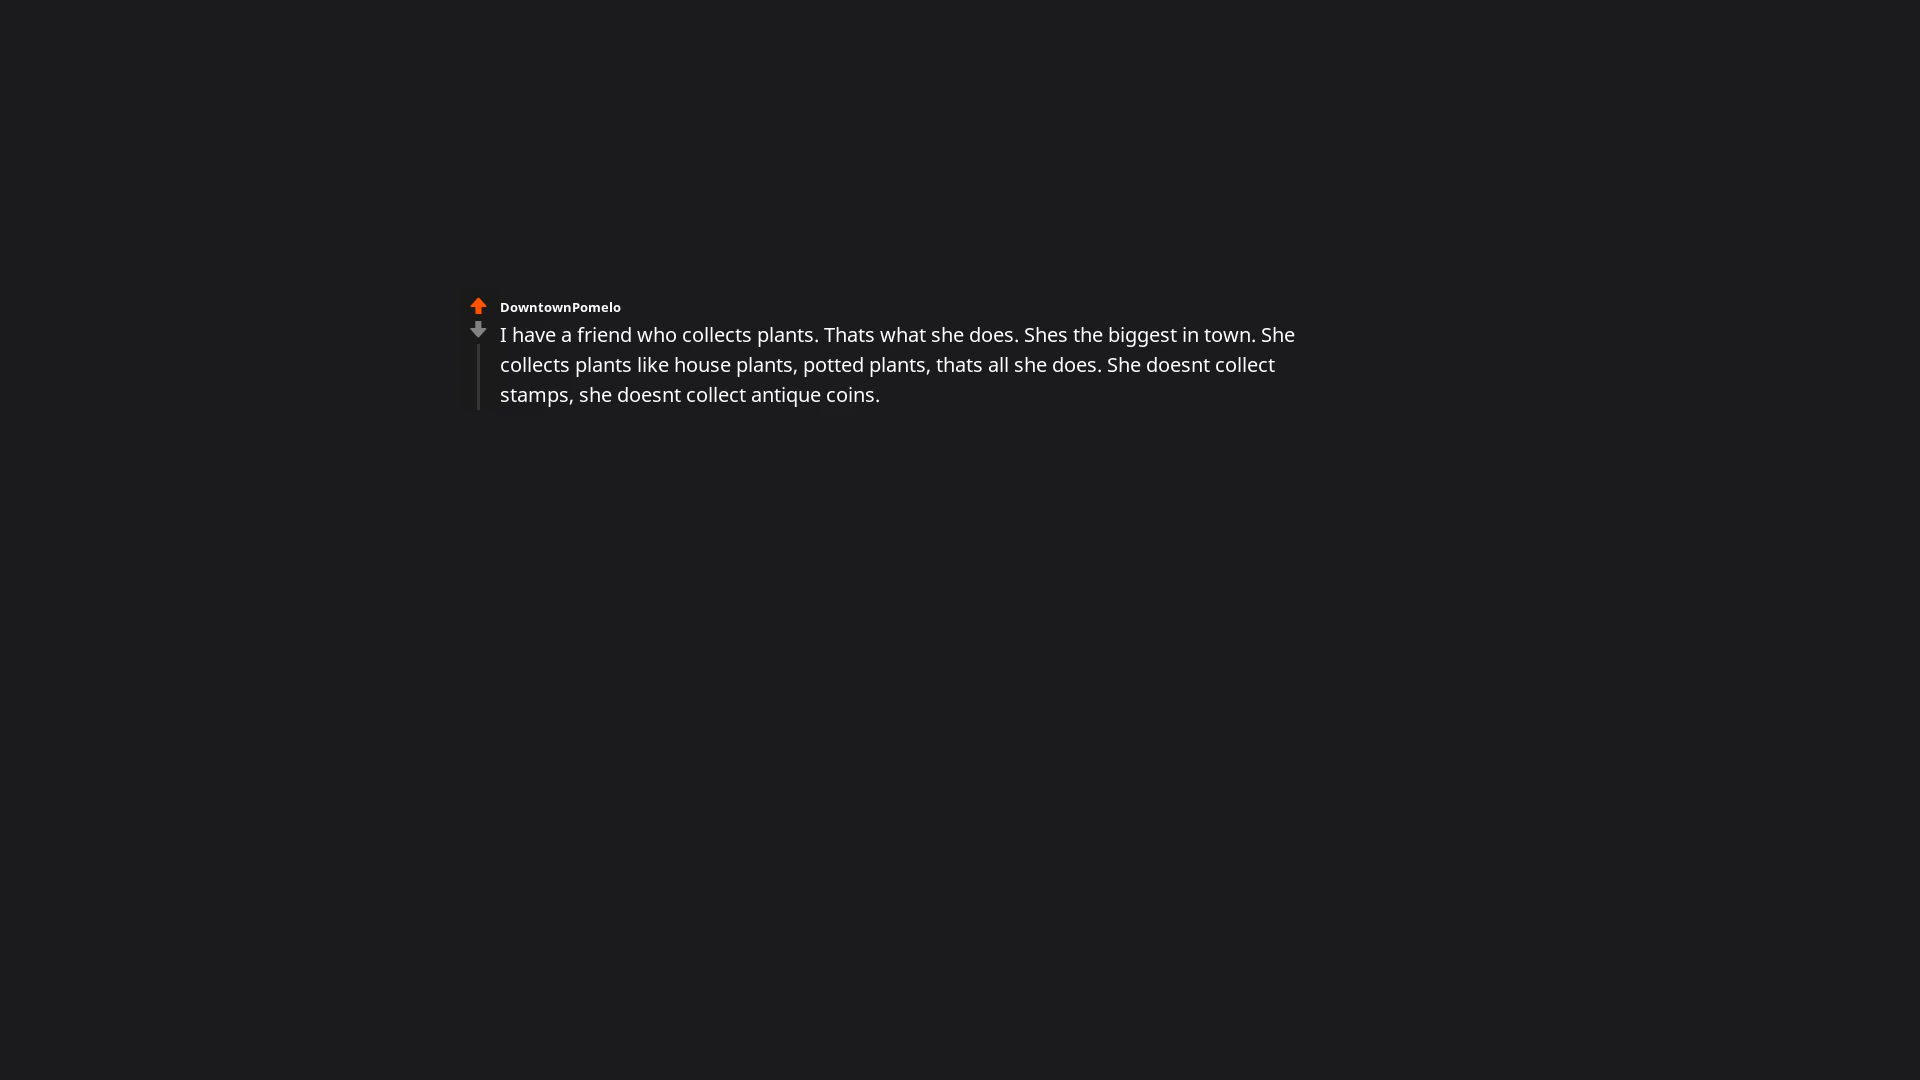 DowntownPomelo
I have a friend who collects plants. Thats what she does. Shes the biggest in town. She
collects plants like house plants, potted plants, thats all she does. She doesnt collect
stamps, she doesnt collect antique coins.